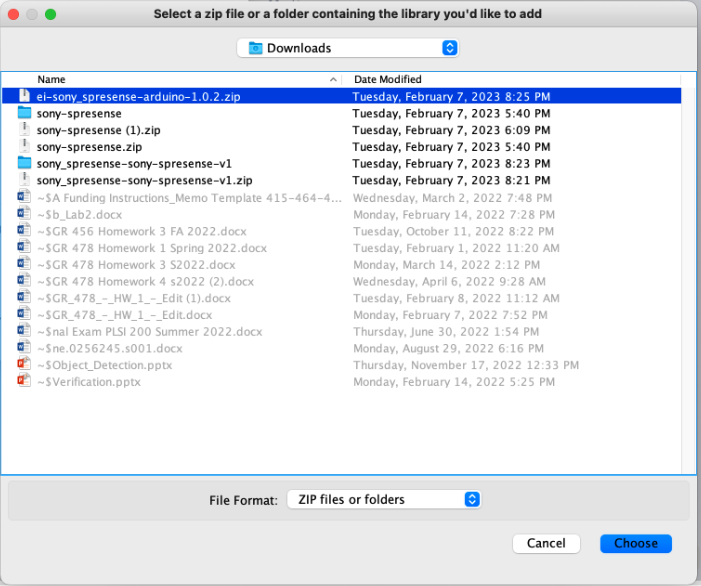 Select a zip file or a folder containing the library you'd like to add
Downloads
Name Date Modified
ei-sony_spresense-arduino-1.0.2.zip Tuesday, February 7, 2023 8:25 PM
sony-spresense Tuesday, February 7, 2023 5:40 PM
sony-spresense (1).zip Tuesday, February 7, 2023 6:09 PM
sony-spresense.zip Tuesday, February 7, 2023 5:40 PM
sony_spresense-sony-spresense-v1 Tuesday, February 7, 2023 8:23 PM
sony_spresense-sony-spresense-v1.zip Tuesday, February 7, 2023 8:21 PM
~$A Funding Instructions_Memo Template 415-464-4... Wednesday, March 2, 2022 7:48 PM
~$b_Lab2.docx Monday, February 14, 2022 7:28 PM
~$GR 456 Homework 3 FA 2022.docx Tuesday, October 11, 2022 8:22 PM
~$GR 478 Homework 1 Spring 2022.docx Tuesday, February 1, 2022 11:20 AM
~$GR 478 Homework 3 S2022.docx Monday, March 14, 2022 2:12 PM
~$GR 478 Homework 4 s2022 (2).docx Wednesday, April 6, 2022 9:28 AM
~$GR_478_-_HW_1_-_Edit (1).docx Tuesday, February 8, 2022 11:12 AM
~$GR_478_-_HW_1_-_Edit.docx Monday, February 7, 2022 7:52 PM
~$nal Exam PLSI 200 Summer 2022.docx Thursday, June 30, 2022 1:54 PM
~$ne.0256245.s001.docx Monday, August 29, 2022 6:16 PM
~$Object_Detection.pptx Thursday, November 17, 2022 12:33 PM
~$Verification.pptx Monday, February 14, 2022 5:25 PM
File Format: ZIP files or folders
Cancel Choose